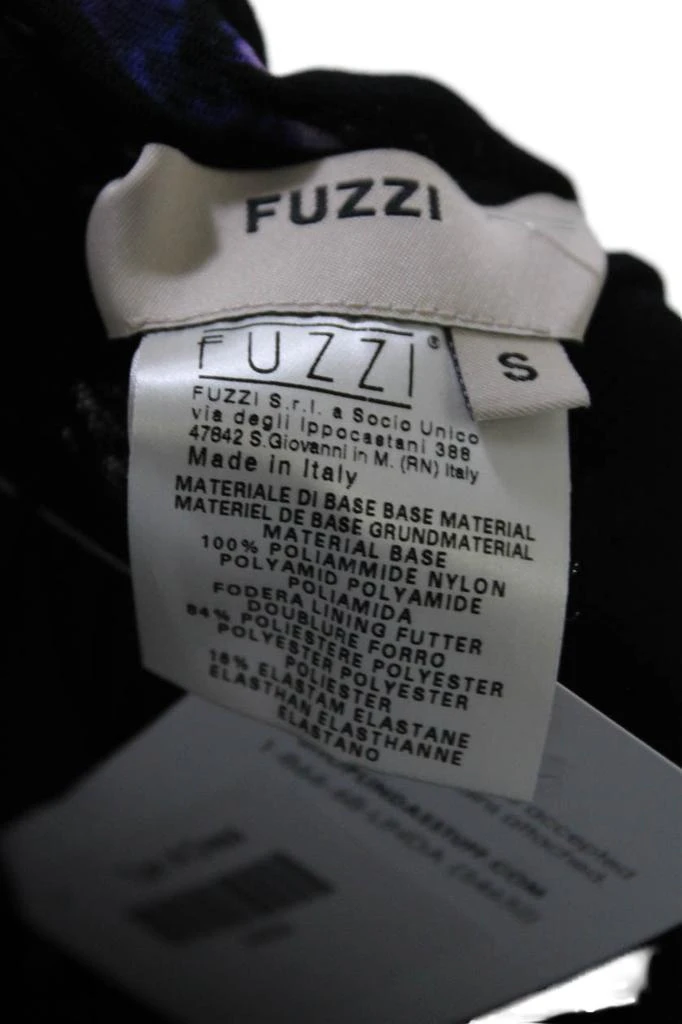 FUZZI
S
FUZZI®
FUZZI S.r.l. a Socio Unico
via degli Ippocastani 388
47842 S.Giovanni in M. (RN) Italy
Made in Italy
MATERIALE DI BASE BASE MATERIAL
MATERIEL DE BASE GRUNDMATERIAL
MATERIAL BASE
100% POLIAMMIDE NYLON
POLYAMID POLYAMIDE
POLIAMIDA
FODERA LINING FUTTER
DOUBLURE FORRO
84% POLIESTERE POLYESTER
POLYESTER POLYESTER
POLIESTER
16% ELASTAM ELASTANE
ELASTHAN ELASTHANNE
ELASTANO
accepted
attached